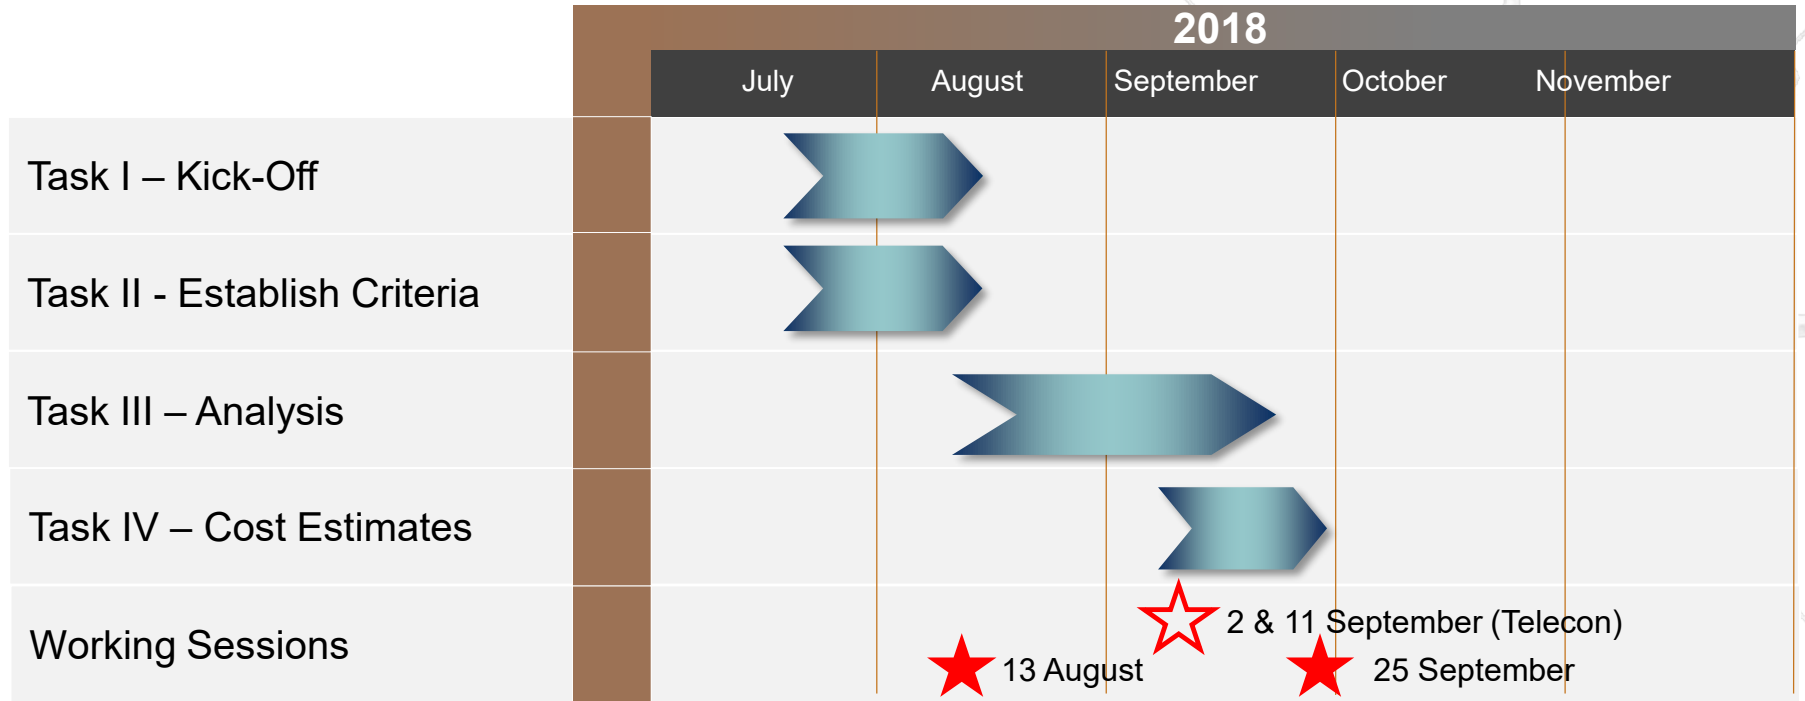 2018
July August September October November
Task I – Kick-Off
Task II - Establish Criteria
Task III – Analysis
Task IV – Cost Estimates
Working Sessions
2 & 11 September (Telecon)
13 August
25 September